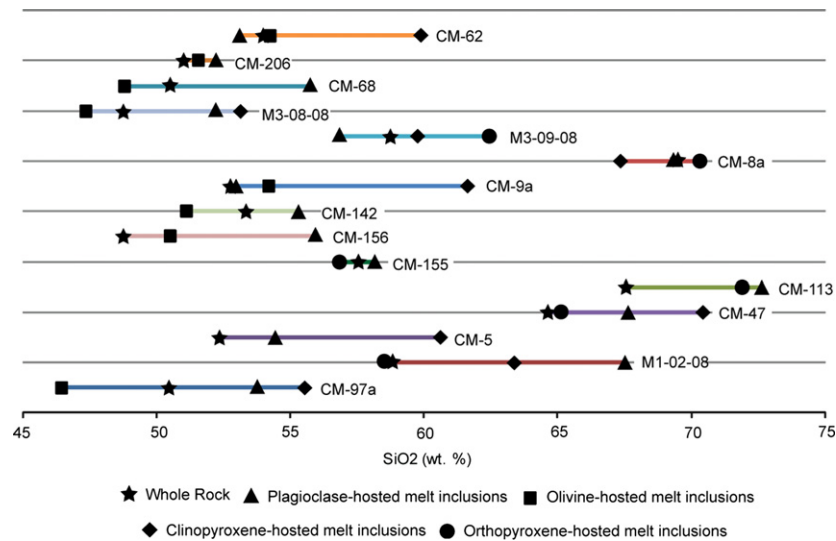 CM-62
CM-206
CM-68
M3-08-08
M3-09-08
CM-8a
CM-9a
CM-142
CM-156
CM-155
CM-113
CM-47
CM-5
M1-02-08
CM-97a
45 50 55 60 65 70 75
SiO2 (wt. %)
Whole Rock Plagioclase-hosted melt inclusions Olivine-hosted melt inclusions
Clinopyroxene-hosted melt inclusions Orthopyroxene-hosted melt inclusions